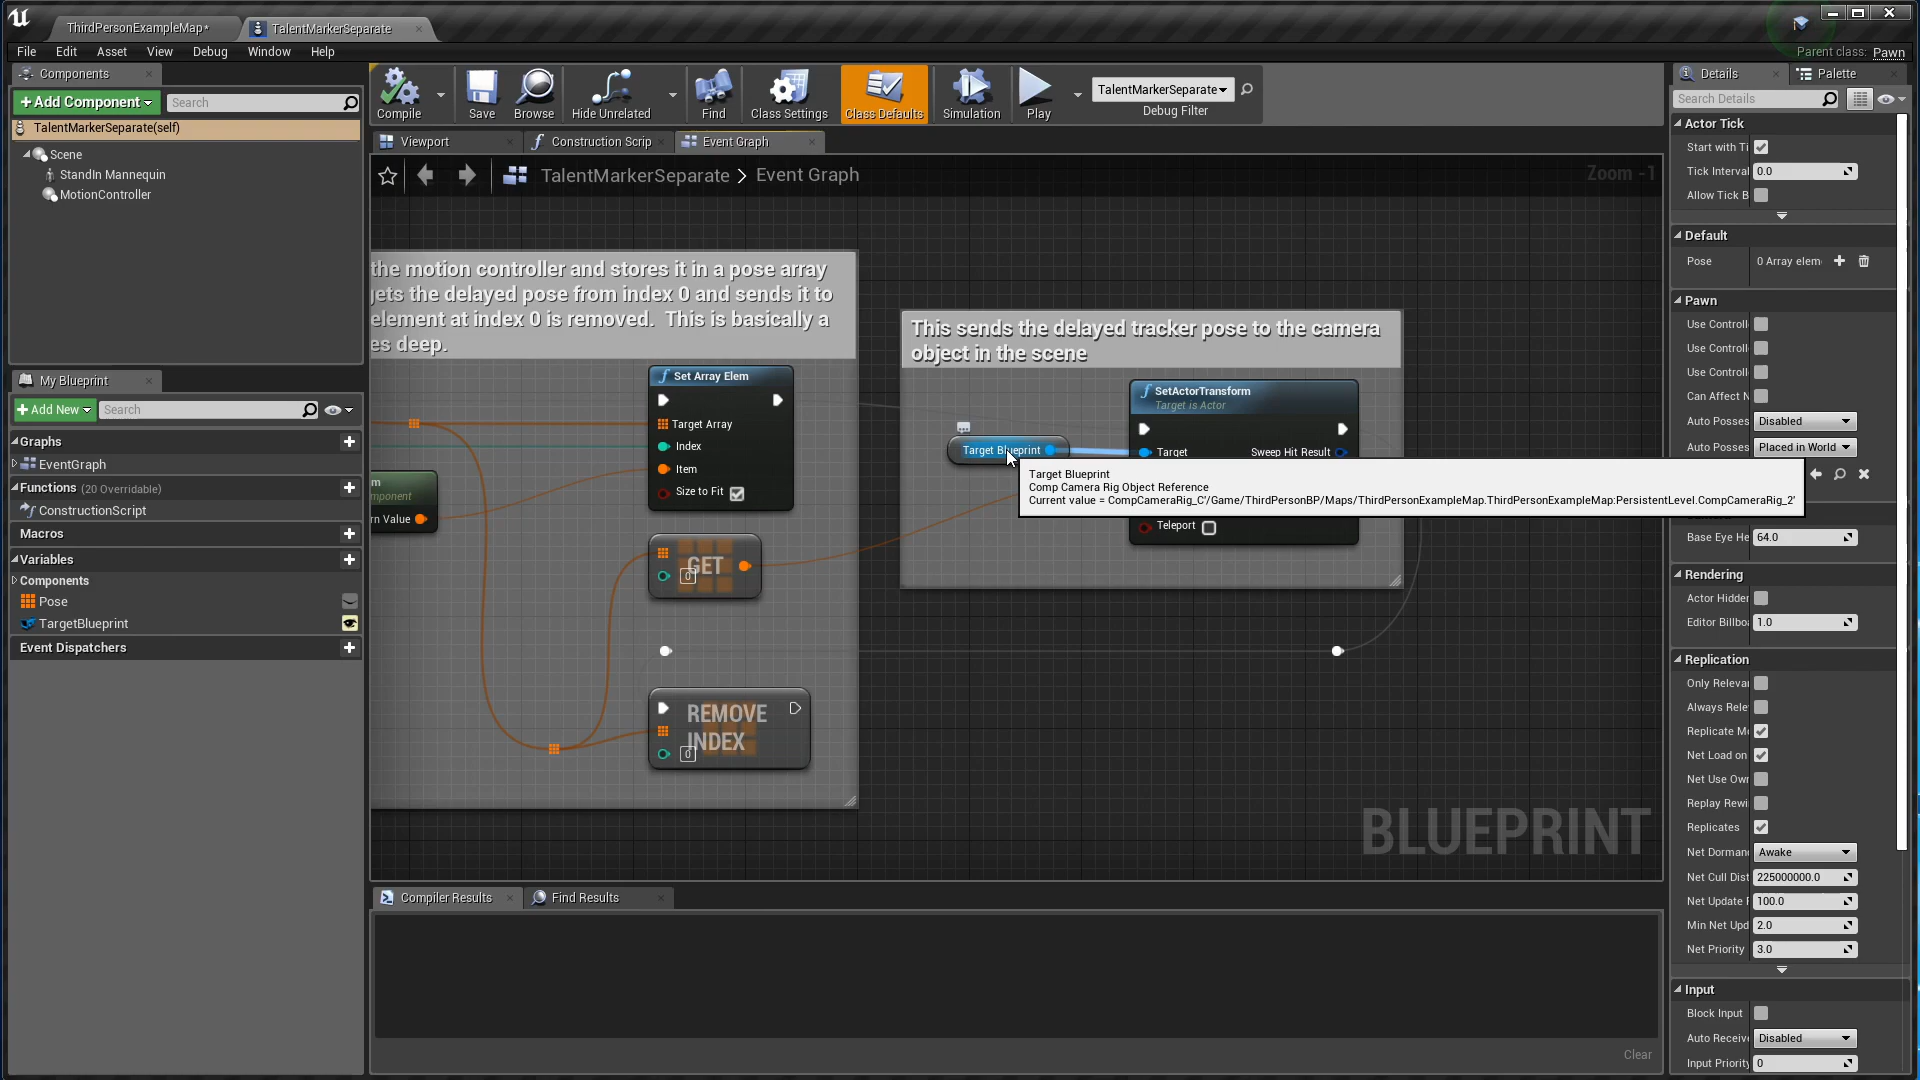 ThirdPersonExampleMap*
TalentMarkerSeparate
File Edit Asset View Debug Window Help
Parent class: Pawn
Components
+Add Component
Search
TalentMarkerSeparate(self)
Scene
StandIn Mannequin
MotionController
My Blueprint
+Add New
Search
Graphs
EventGraph
Functions (20 Overridable)
ConstructionScript
Macros
Variables
Components
Pose
TargetBlueprint
Event Dispatchers
Compile
Save
Browse
Hide Unrelated
Find
Class Settings
Class Defaults
Simulation
Play
TalentMarkerSeparate
Debug Filter
Viewport
Construction Scrip
Event Graph
TalentMarkerSeparate > Event Graph
Zoom -1
the motion controller and stores it in a pose array
gets the delayed pose from index 0 and sends it to
element at index 0 is removed. This is basically a
es deep.
Set Array Elem
Target Array
Index
Item
Size to Fit
m
rn Value
GET
0
REMOVE
INDEX
0
This sends the delayed tracker pose to the camera
object in the scene
SetActorTransform
Target is Actor
Target Blueprint
Target
Sweep Hit Result
Teleport
Target Blueprint
Comp Camera Rig Object Reference
Current value = CompCameraRig_C'/Game/ThirdPersonBP/Maps/ThirdPersonExampleMap.ThirdPersonExampleMap:PersistentLevel.CompCameraRig_2'
BLUEPRINT
Compiler Results
Find Results
Clear
Details
Palette
Search Details
Actor Tick
Start with Ti
Tick Interval 0.0
Allow Tick B
Default
Pose 0 Array elem
Pawn
Use Controll
Use Controll
Use Controll
Can Affect N
Auto Posses Disabled
Auto Posses Placed in World
Base Eye He 64.0
Rendering
Actor Hidder
Editor Billbo 1.0
Replication
Only Relevar
Always Rele
Replicate M
Net Load on
Net Use Owr
Replay Rewi
Replicates
Net Dorman Awake
Net Cull Dist 225000000.0
Net Update F 100.0
Min Net Upd 2.0
Net Priority 3.0
Input
Block Input
Auto Receiv Disabled
Input Priority 0